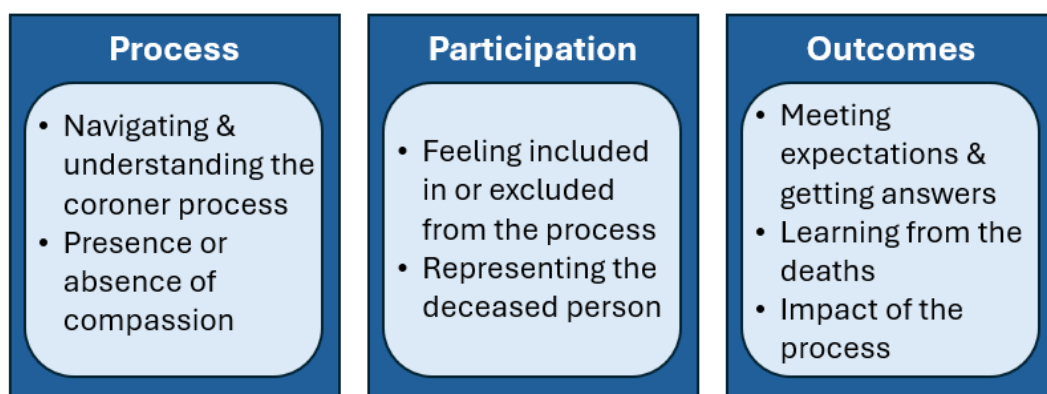 Process
• Navigating &
understanding the
coroner process
• Presence or
absence of
compassion
Participation
• Feeling included
in or excluded
from the process
• Representing the
deceased person
Outcomes
• Meeting
expectations &
getting answers
• Learning from the
deaths
• Impact of the
process